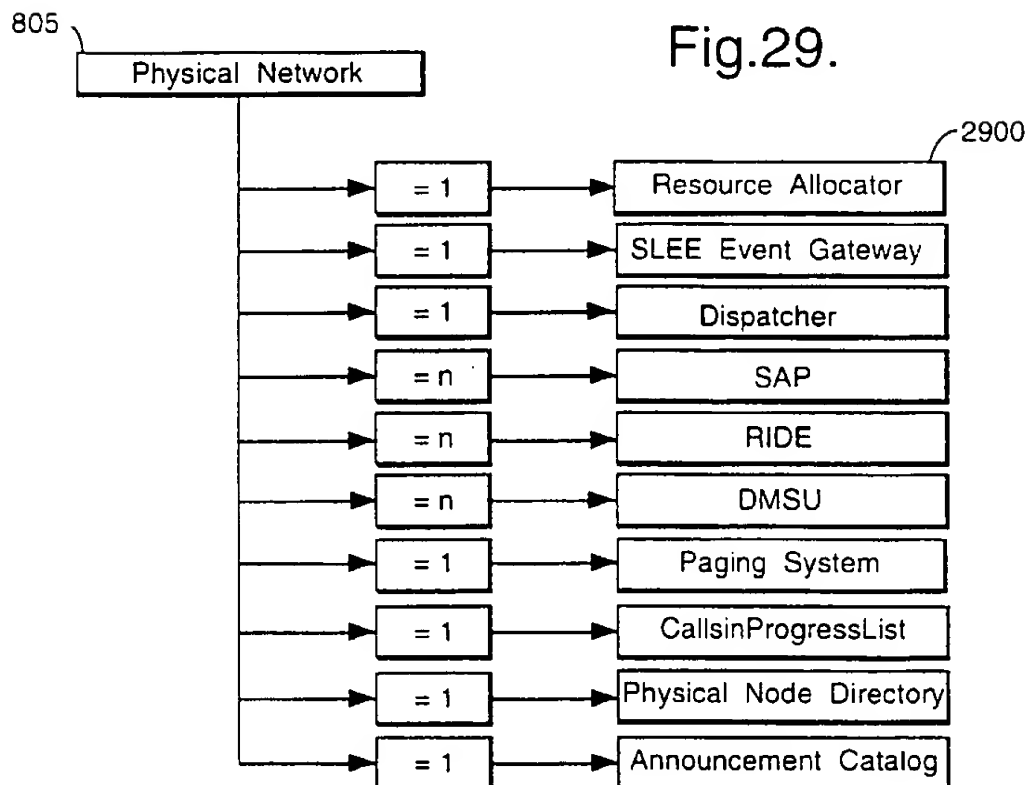 805
Physical Network
Fig.29.
2900
= 1
Resource Allocator
= 1
SLEE Event Gateway
= 1
Dispatcher
= n
SAP
= n
RIDE
= n
DMSU
= 1
Paging System
= 1
CallsinProgressList
= 1
Physical Node Directory
= 1
Announcement Catalog